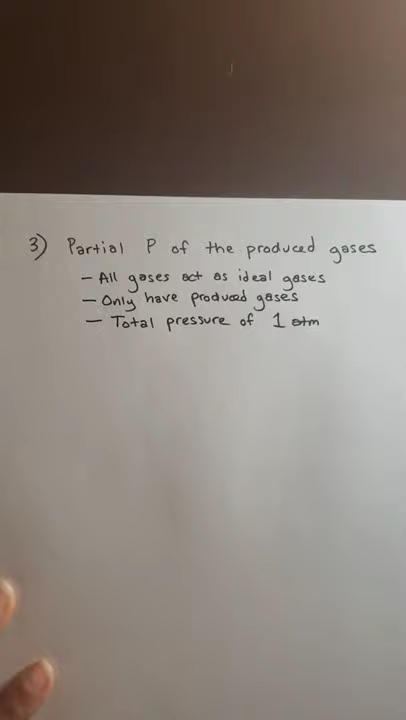 3) Partial P of the produced gases
- All gases act as ideal gases
- Only have produced gases
- Total pressure of 1 atm